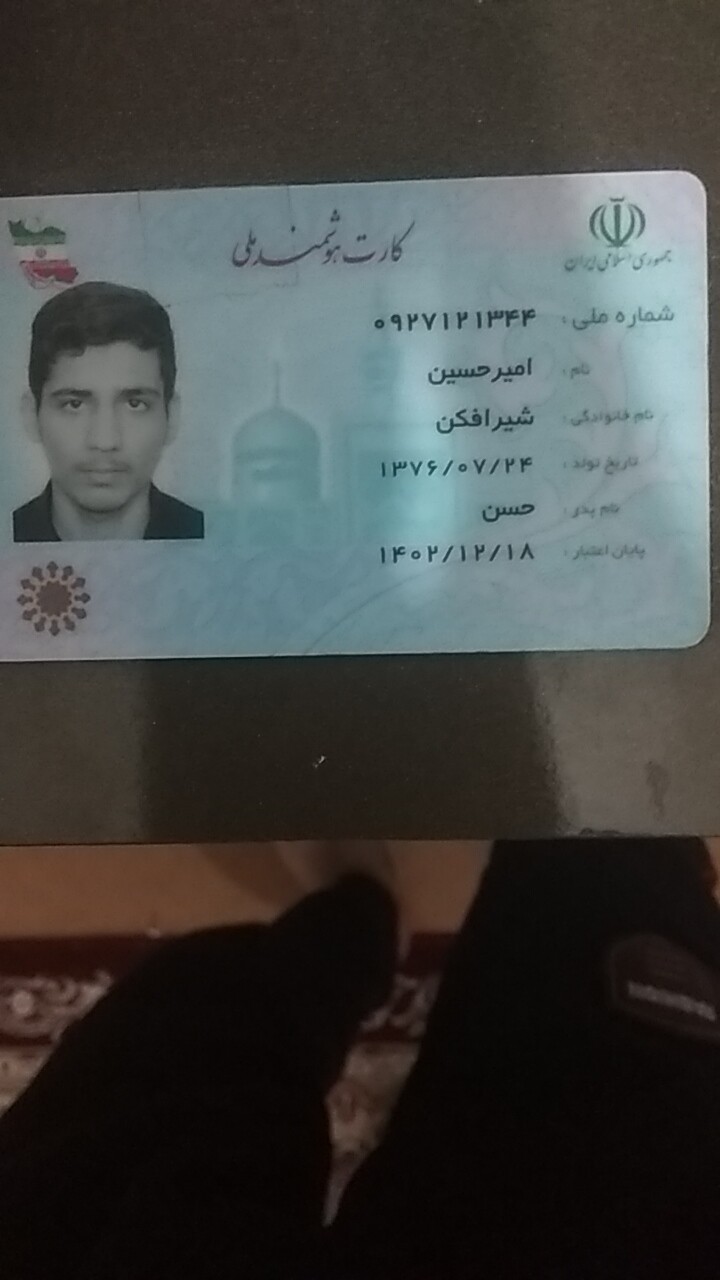 جمهوری اسلامی ایران
کارت هوشمند ملی
شماره ملی: ۰۹۲۷۱۲۱۳۴۴
نام: امیرحسین
نام خانوادگی: شیرافکن
تاریخ تولد: ۱۳۷۶/۰۷/۲۴
نام پدر: حسن
پایان اعتبار: ۱۴۰۲/۱۲/۱۸